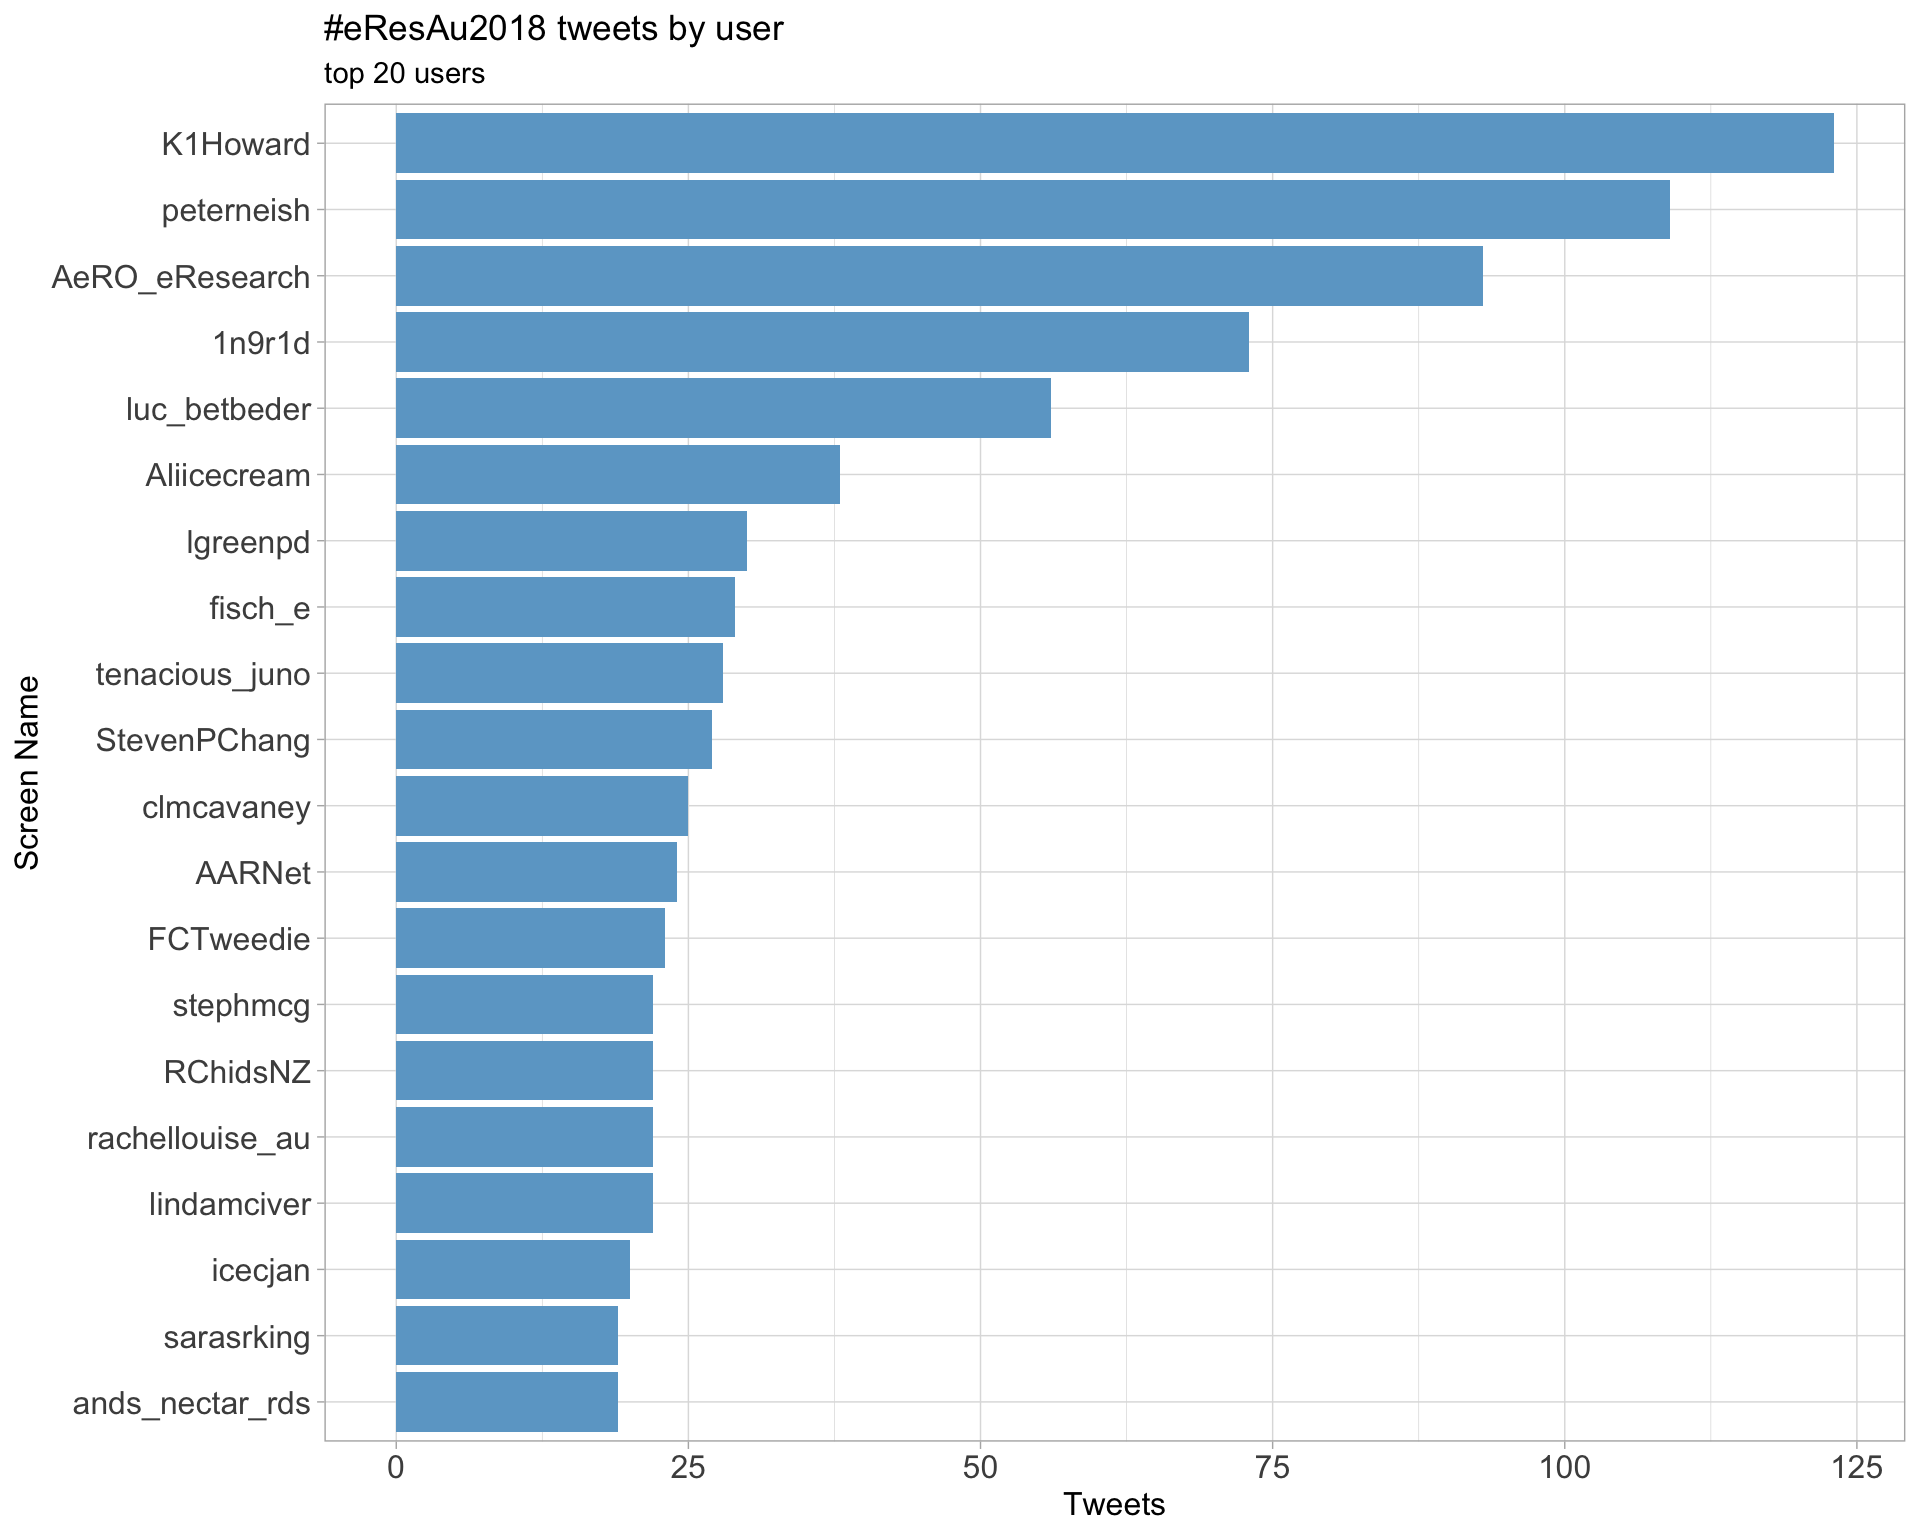 #eResAu2018 tweets by user
top 20 users
K1Howard
peterneish
AeRO_eResearch
1n9r1d
luc_betbeder
Aliicecream
lgreenpd
fisch_e
tenacious_juno
StevenPChang
clmcavaney
AARNet
FCTweedie
stephmcg
RChidsNZ
rachellouise_au
lindamciver
icecjan
sarasrking
ands_nectar_rds
Screen Name
0 25 50 75 100 125
Tweets